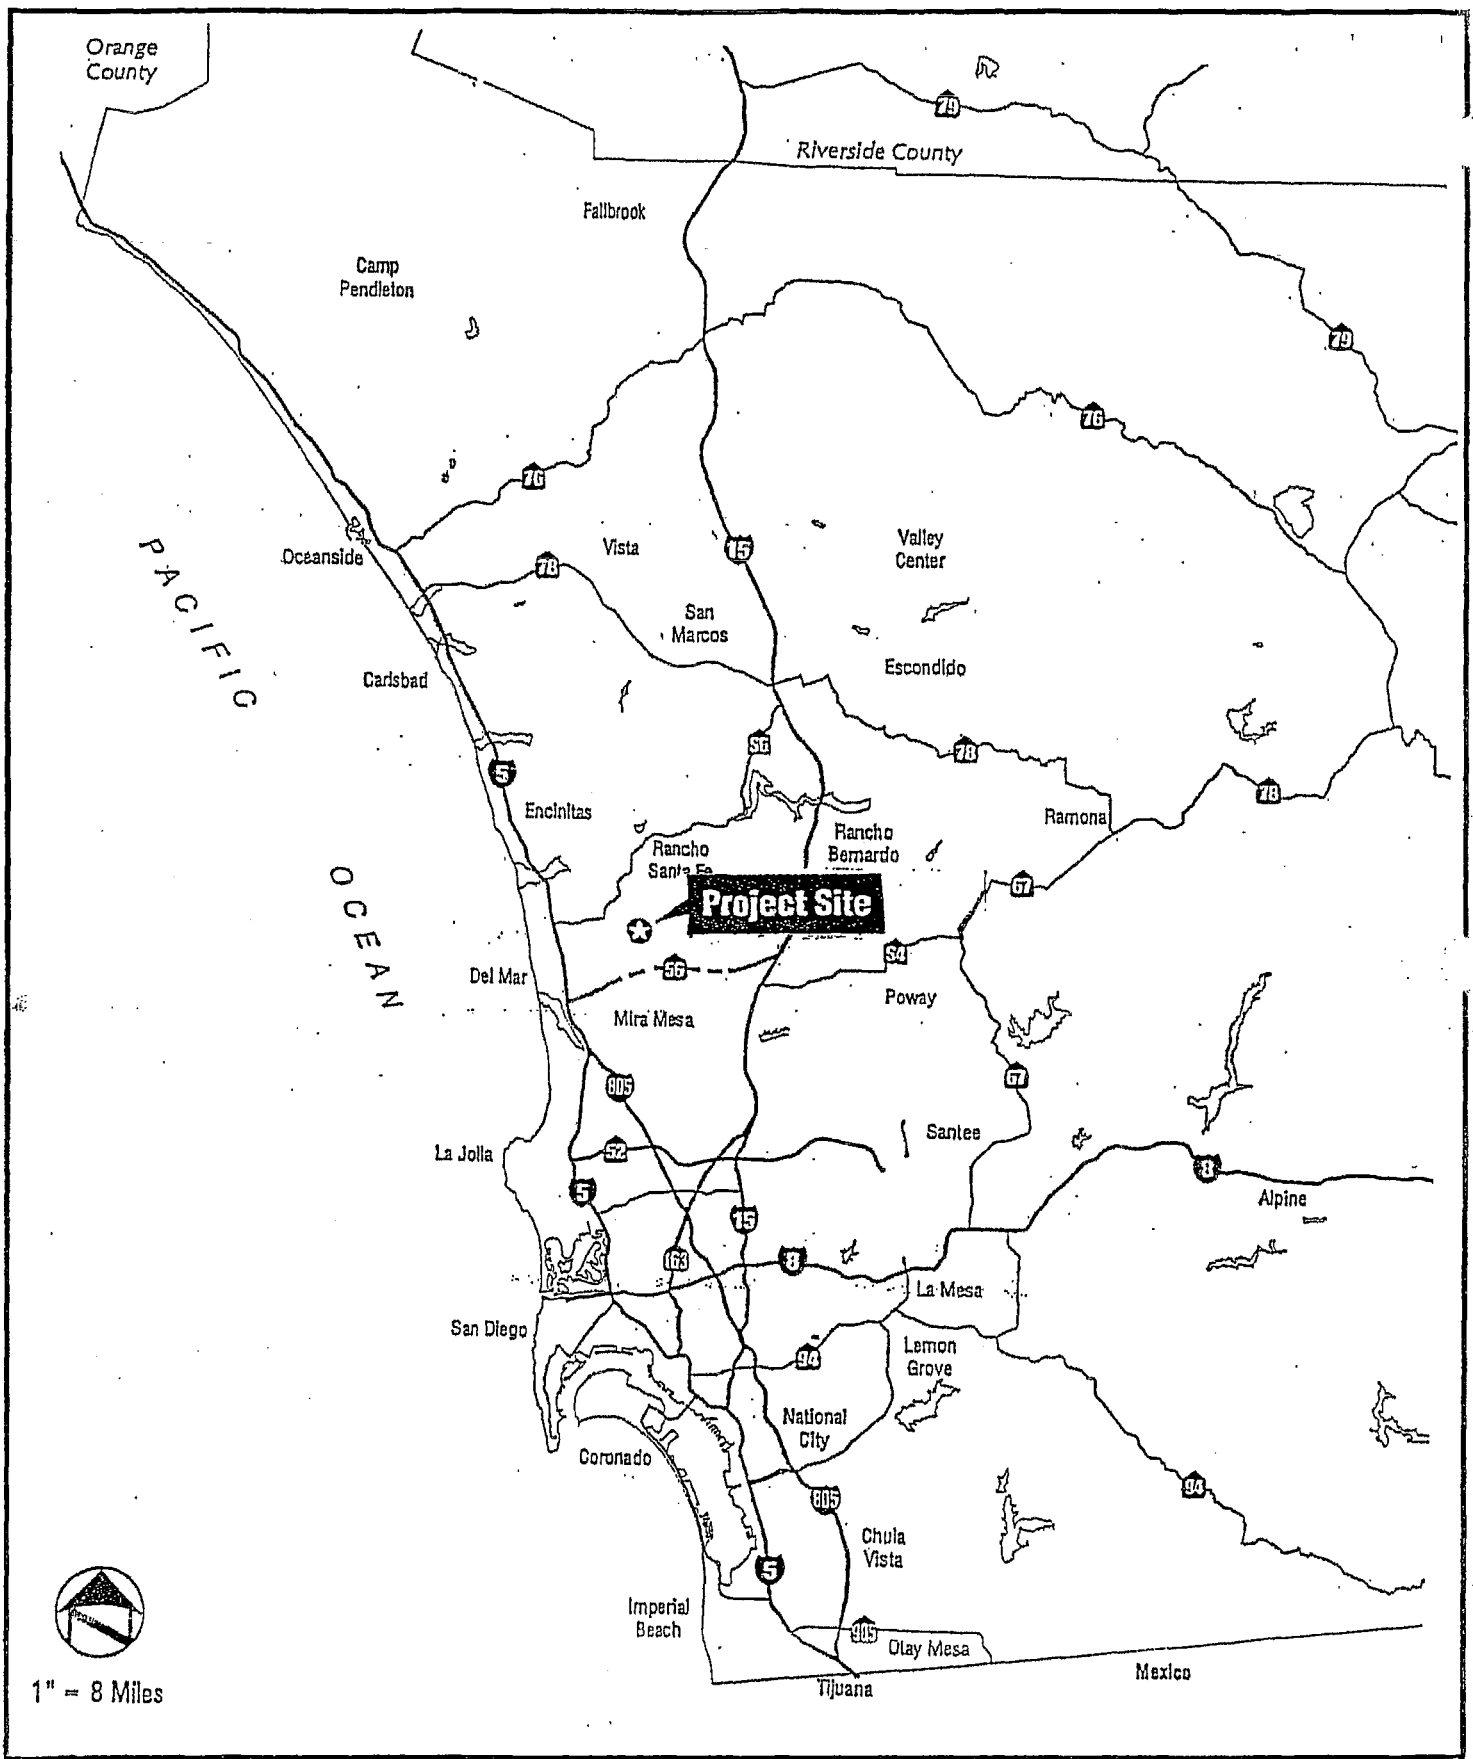 Orange
County
79
Riverside County
Fallbrook
Camp
Pendleton
79
76
76
PACIFIC
Oceanside
78
Vista
15
Valley
Center
San
Marcos
Escondido
Carlsbad
S6
78
5
78
Encinitas
Ramona
Rancho
Bernardo
Rancho
Santa Fe
67
OCEAN
Project Site
S4
Del Mar
56
Poway
Mira Mesa
67
805
La Jolla
52
Santee
8
5
Alpine
15
163
8
La Mesa
San Diego
94
Lemon
Grove
National
City
Coronado
94
805
Chula
Vista
5
Imperial
Beach
905
Otay Mesa
Mexico
Tijuana
1" = 8 Miles